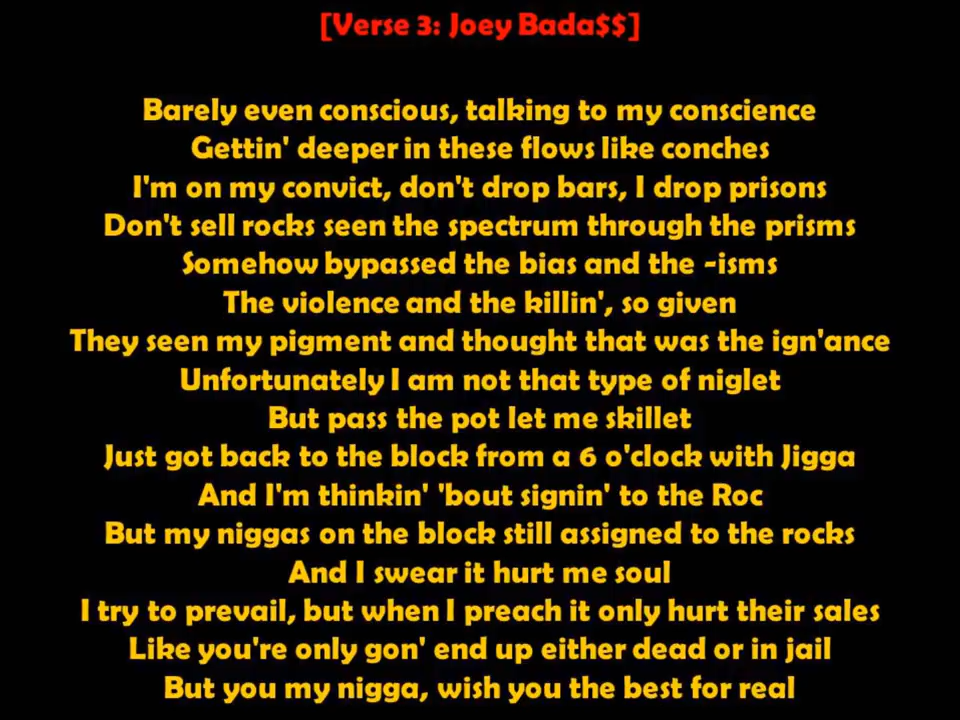 [Verse 3: Joey Bada$$]
Barely even conscious, talking to my conscience
Gettin' deeper in these flows like conches
I'm on my convict, don't drop bars, I drop prisons
Don't sell rocks seen the spectrum through the prisms
Somehow bypassed the bias and the -isms
The violence and the killin', so given
They seen my pigment and thought that was the ign'ance
Unfortunately I am not that type of niglet
But pass the pot let me skillet
Just got back to the block from a 6 o'clock with Jigga
And I'm thinkin' 'bout signin' to the Roc
But my niggas on the block still assigned to the rocks
And I swear it hurt me soul
I try to prevail, but when I preach it only hurt their sales
Like you're only gon' end up either dead or in jail
But you my nigga, wish you the best for real